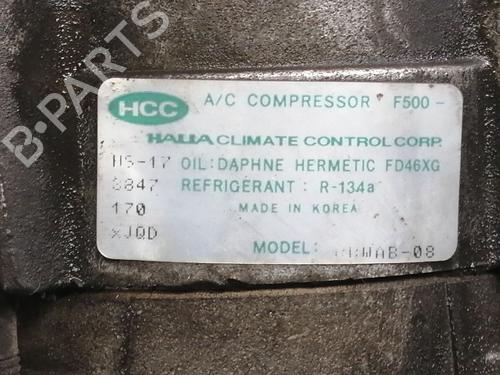 B-PARTS
HCC A/C COMPRESSOR F500-
HALLA CLIMATE CONTROL CORP.
HS-17 OIL: DAPHNE HERMETIC FD46XG
REFRIGERANT : R-134a
170 MADE IN KOREA
MODEL: